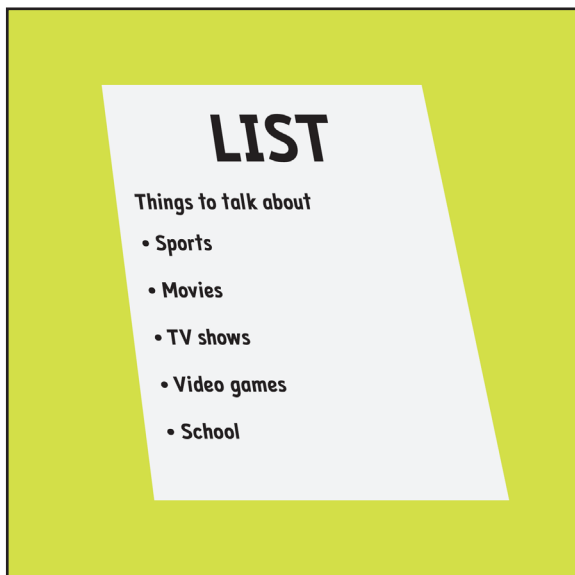 LIST
Things to talk about
• Sports
• Movies
• TV shows
• Video games
• School